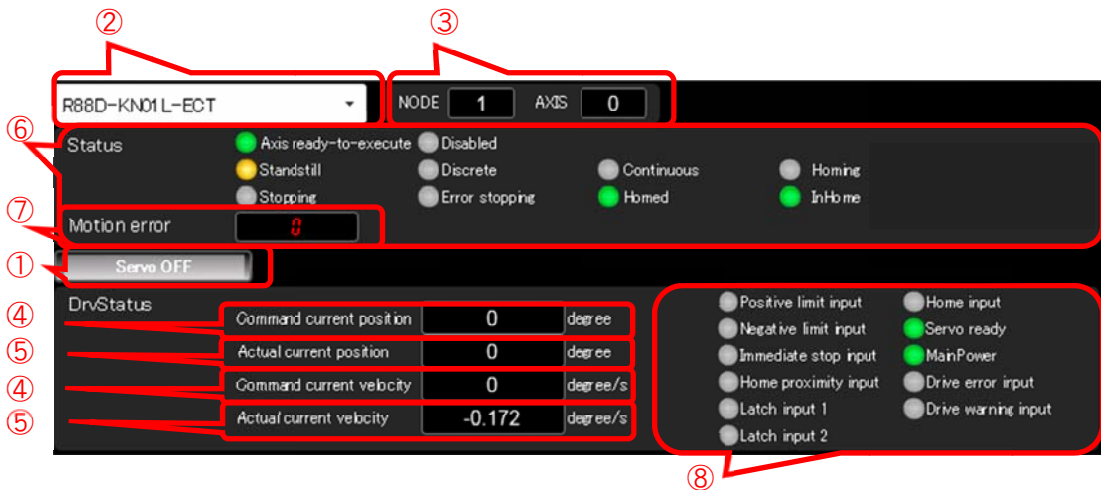 ② ③
R88D-KN01L-ECT NODE 1 AXIS 0
⑥ Status Axis ready-to-execute Disabled
Standstill Discrete Continuous Homing
Stopping Error stopping Homed InHome
⑦ Motion error 0
① Servo OFF
DrvStatus Positive limit input Home input
④ Command current position 0 degree Negative limit input Servo ready
⑤ Actual current position 0 degree Immediate stop input MainPower
④ Command current velocity 0 degree/s Home proximity input Drive error input
⑤ Actual current velocity -0.172 degree/s Latch input 1 Drive warning input
Latch input 2
⑧